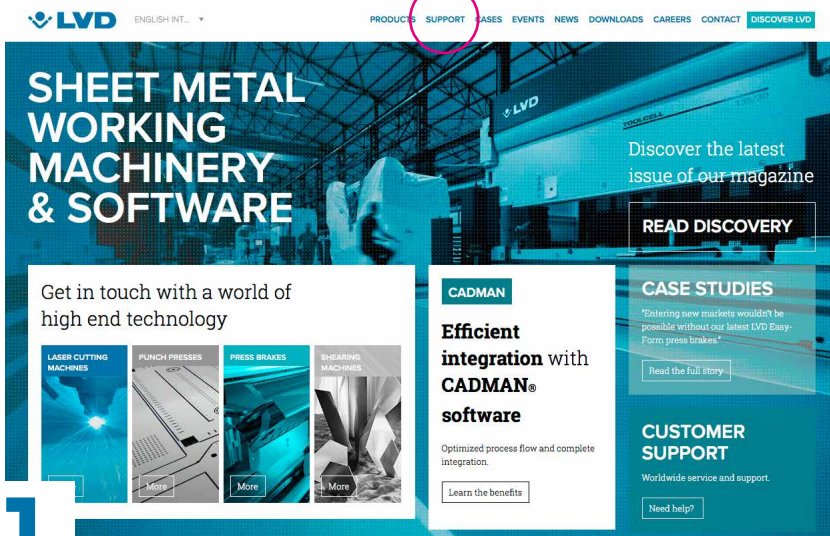 LVD
ENGLISH INT...
PRODUCTS SUPPORT CASES EVENTS NEWS DOWNLOADS CAREERS CONTACT DISCOVER LVD
SHEET METAL
WORKING
MACHINERY
& SOFTWARE
LVD
TOOLCELL
Discover the latest
issue of our magazine
READ DISCOVERY
Get in touch with a world of
high end technology
LASER CUTTING
MACHINES
PUNCH PRESSES
PRESS BRAKES
SHEARING
MACHINES
More
More
More
CADMAN
Efficient
integration with
CADMAN®
software
Optimized process flow and complete
integration.
Learn the benefits
CASE STUDIES
"Entering new markets wouldn't be
possible without our latest LVD Easy-
Form press brakes."
Read the full story
CUSTOMER
SUPPORT
Worldwide service and support.
Need help?
1